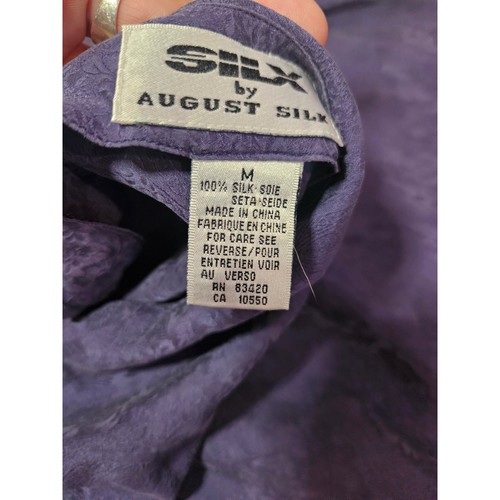 SILX
by
AUGUST SILK
M
100% SILK-SOIE
SETA-SEIDE
MADE IN CHINA
FABRIQUE EN CHINE
FOR CARE SEE
REVERSE/POUR
ENTRETIEN VOIR
AU VERSO
RN 83420
CA 10550